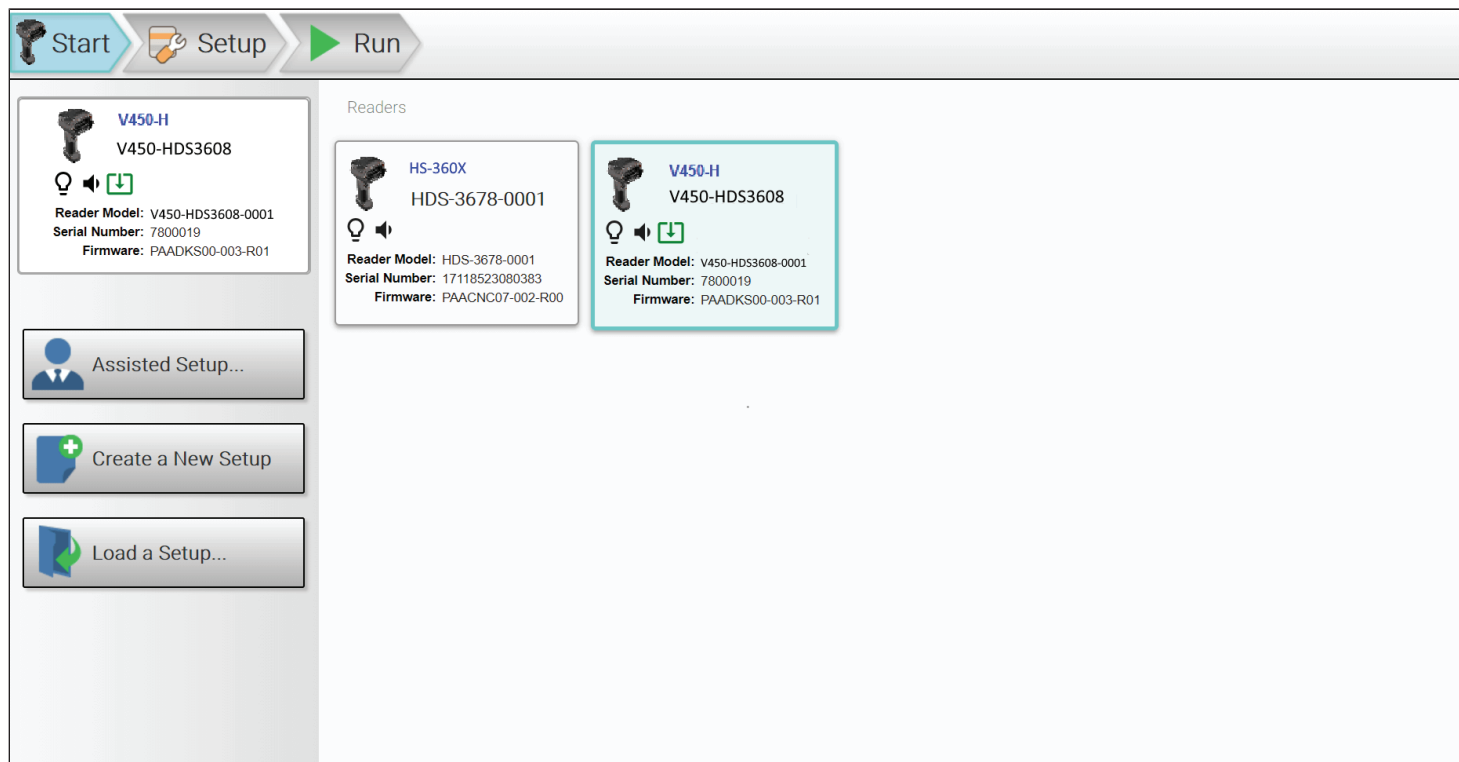 Start
Setup
Run
V450-H
V450-HDS3608
Reader Model: V450-HDS3608-0001
Serial Number: 7800019
Firmware: PAADKS00-003-R01
Assisted Setup...
Create a New Setup
Load a Setup...
Readers
HS-360X
HDS-3678-0001
Reader Model: HDS-3678-0001
Serial Number: 17118523080383
Firmware: PAACNC07-002-R00
V450-H
V450-HDS3608
Reader Model: V450-HDS3608-0001
Serial Number: 7800019
Firmware: PAADKS00-003-R01